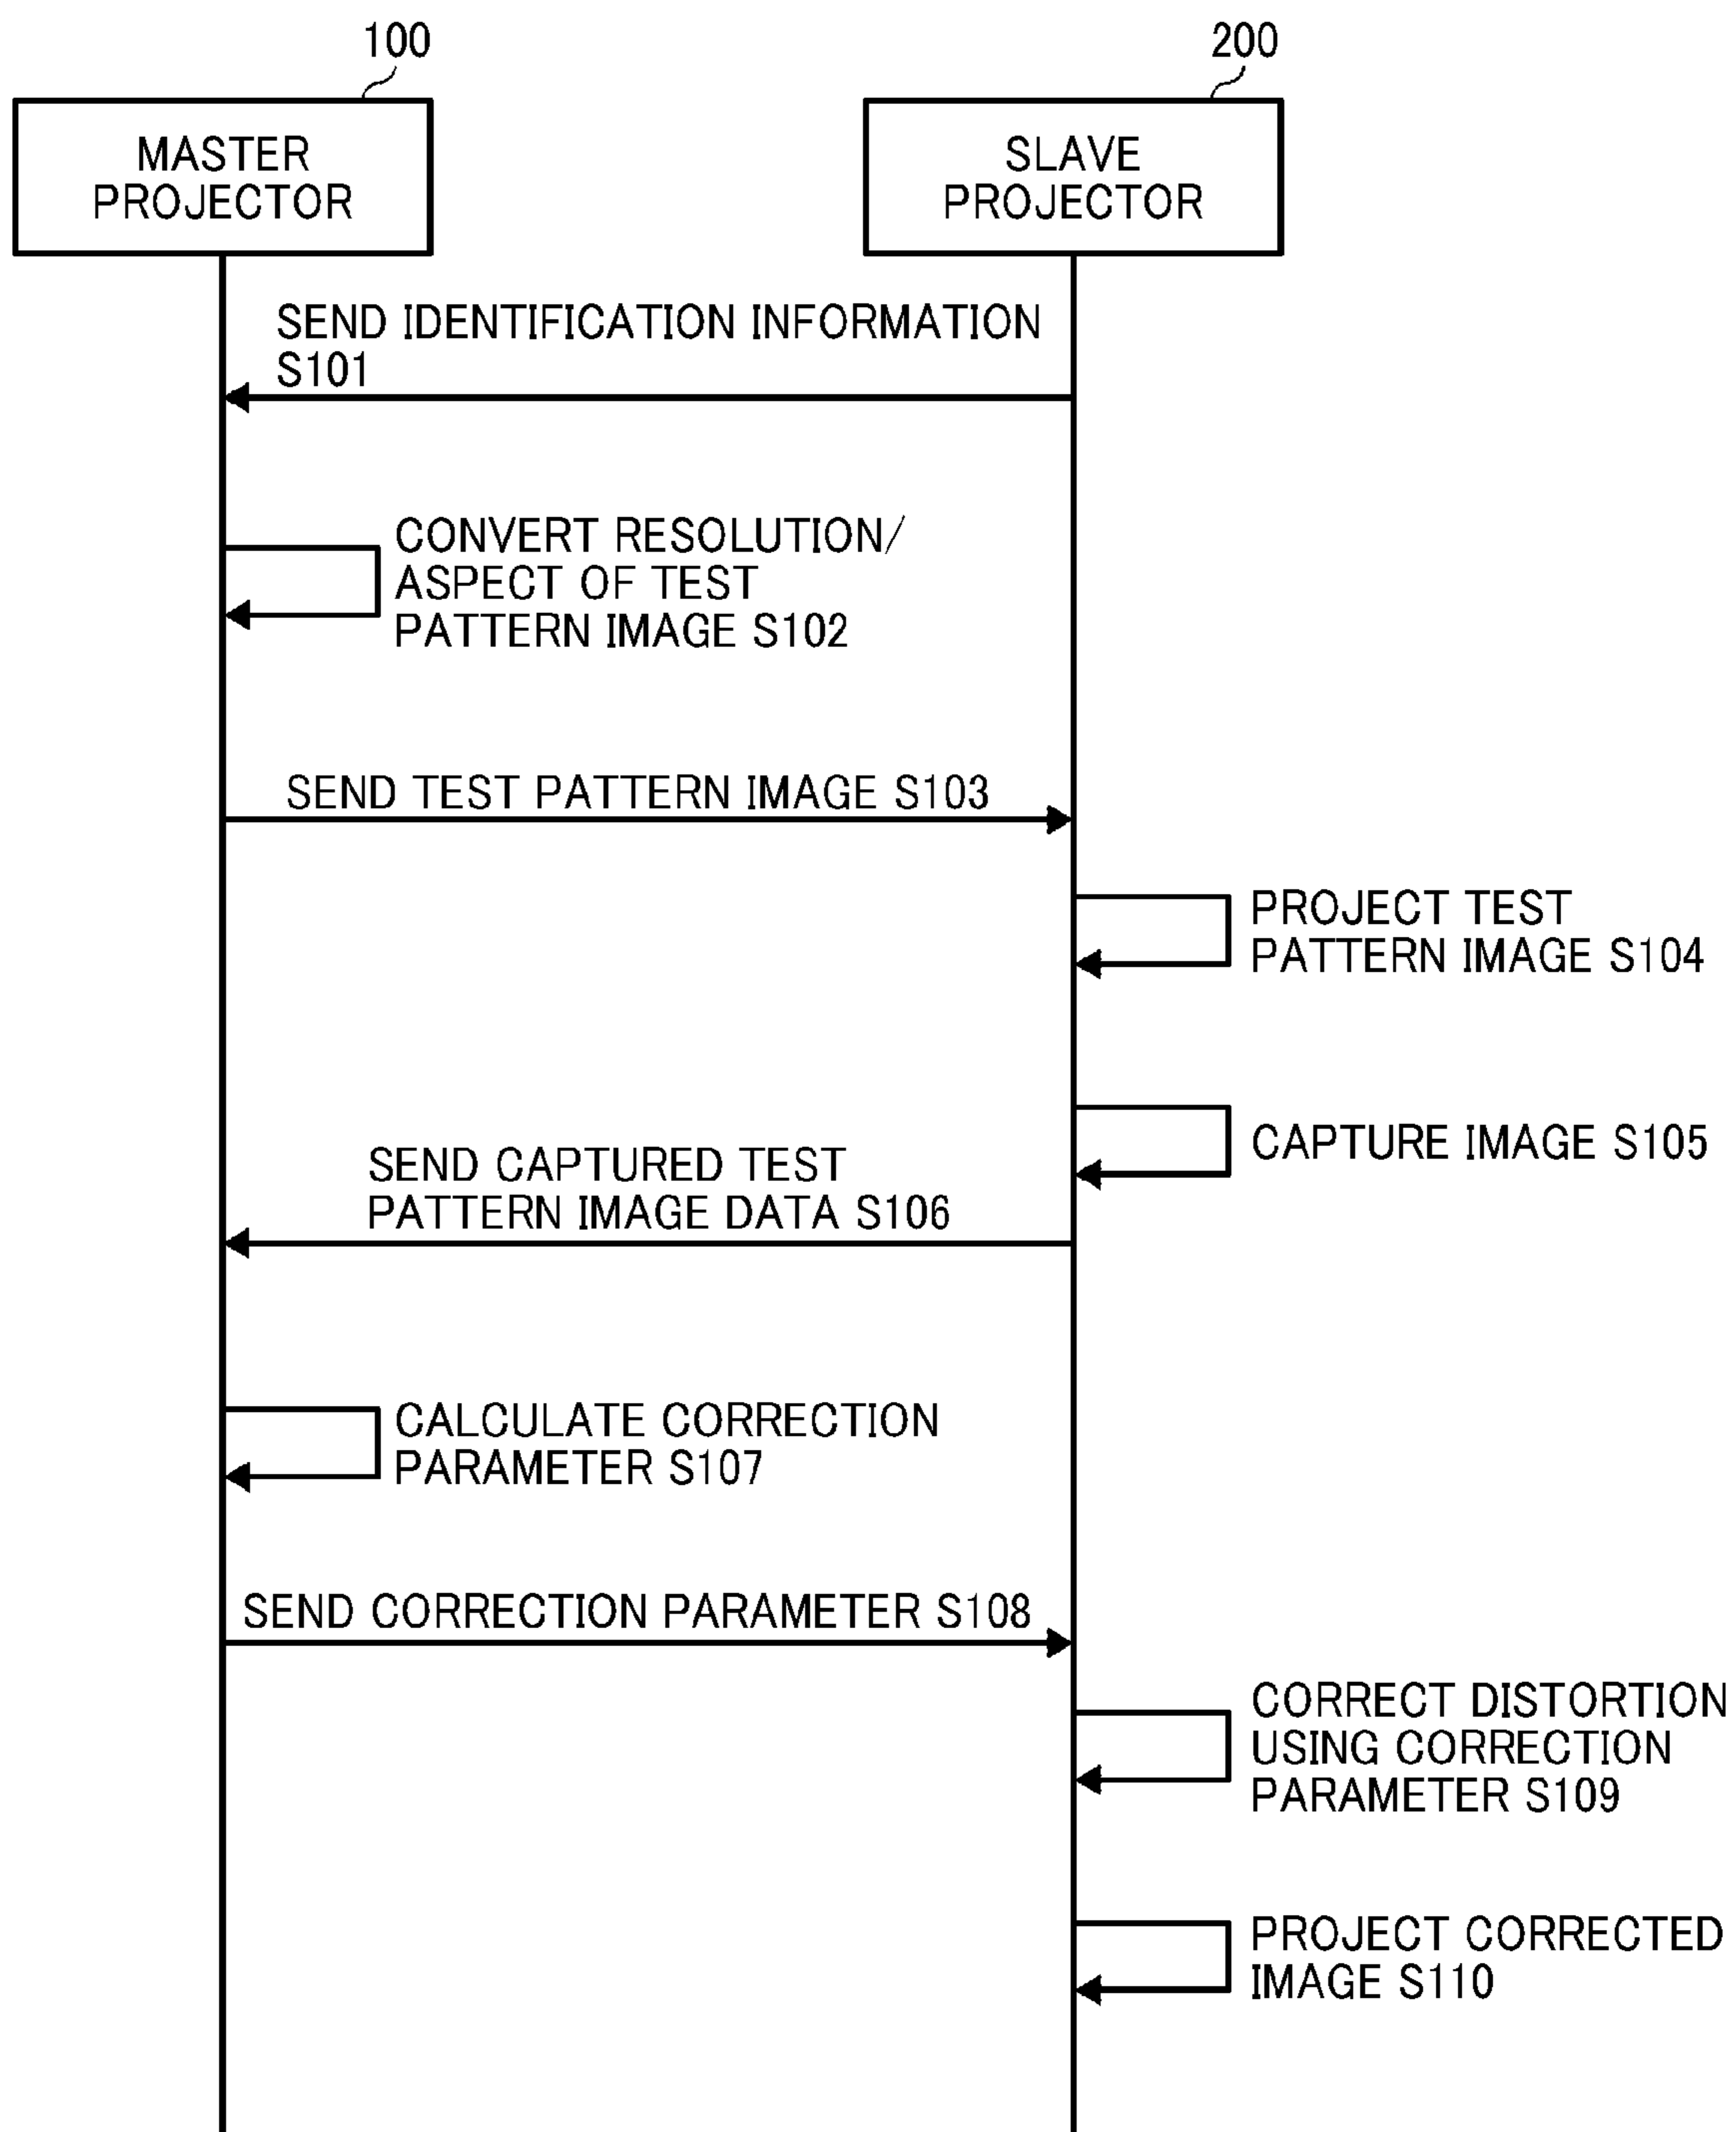 100
200
MASTER
PROJECTOR
SLAVE
PROJECTOR
SEND IDENTIFICATION INFORMATION
S101
CONVERT RESOLUTION/
ASPECT OF TEST
PATTERN IMAGE S102
SEND TEST PATTERN IMAGE S103
PROJECT TEST
PATTERN IMAGE S104
CAPTURE IMAGE S105
SEND CAPTURED TEST
PATTERN IMAGE DATA S106
CALCULATE CORRECTION
PARAMETER S107
SEND CORRECTION PARAMETER S108
CORRECT DISTORTION
USING CORRECTION
PARAMETER S109
PROJECT CORRECTED
IMAGE S110